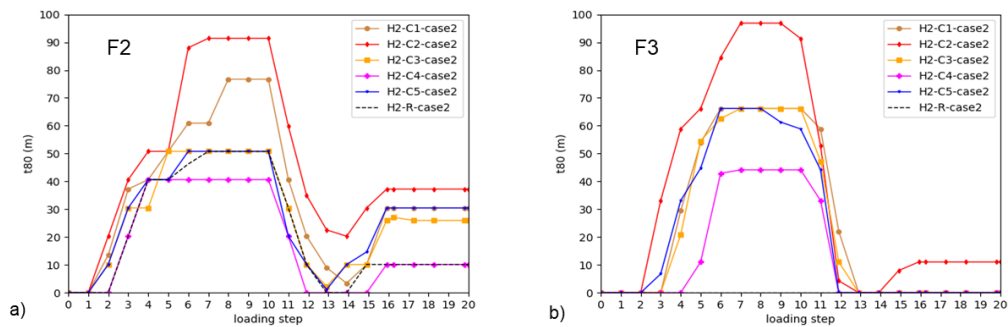 F2
H2-C1-case2
H2-C2-case2
H2-C3-case2
H2-C4-case2
H2-C5-case2
H2-R-case2
t80 (m)
100
90
80
70
60
50
40
30
20
10
0
0 1 2 3 4 5 6 7 8 9 10 11 12 13 14 15 16 17 18 19 20
loading step
a)
F3
H2-C1-case2
H2-C2-case2
H2-C3-case2
H2-C4-case2
H2-C5-case2
H2-R-case2
t80 (m)
100
90
80
70
60
50
40
30
20
10
0
0 1 2 3 4 5 6 7 8 9 10 11 12 13 14 15 16 17 18 19 20
loading step
b)